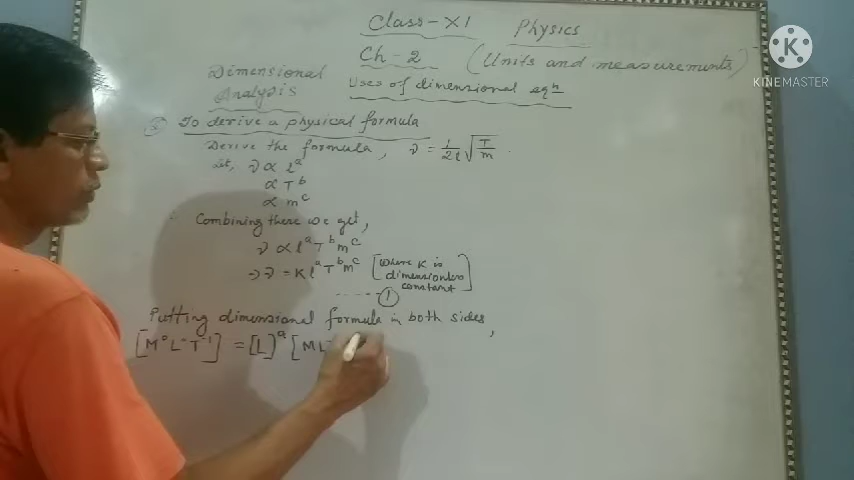 Class-XI Physics
Ch-2 (Units and measurements)
Dimensional Analysis
Uses of dimensional eqn
To derive a physical formula
Derive the formula, ν = 1/2l √T/m
Let, ν ∝ l^a
∝ T^b
∝ m^c
Combining there we get,
ν ∝ l^a T^b m^c
⇒ ν = K l^a T^b m^c [Where K is dimensionless constant]
------ ①
Putting dimensional formula in both sides,
[M°L°T^-1] = [L]^a [ML
K
KINEMASTER